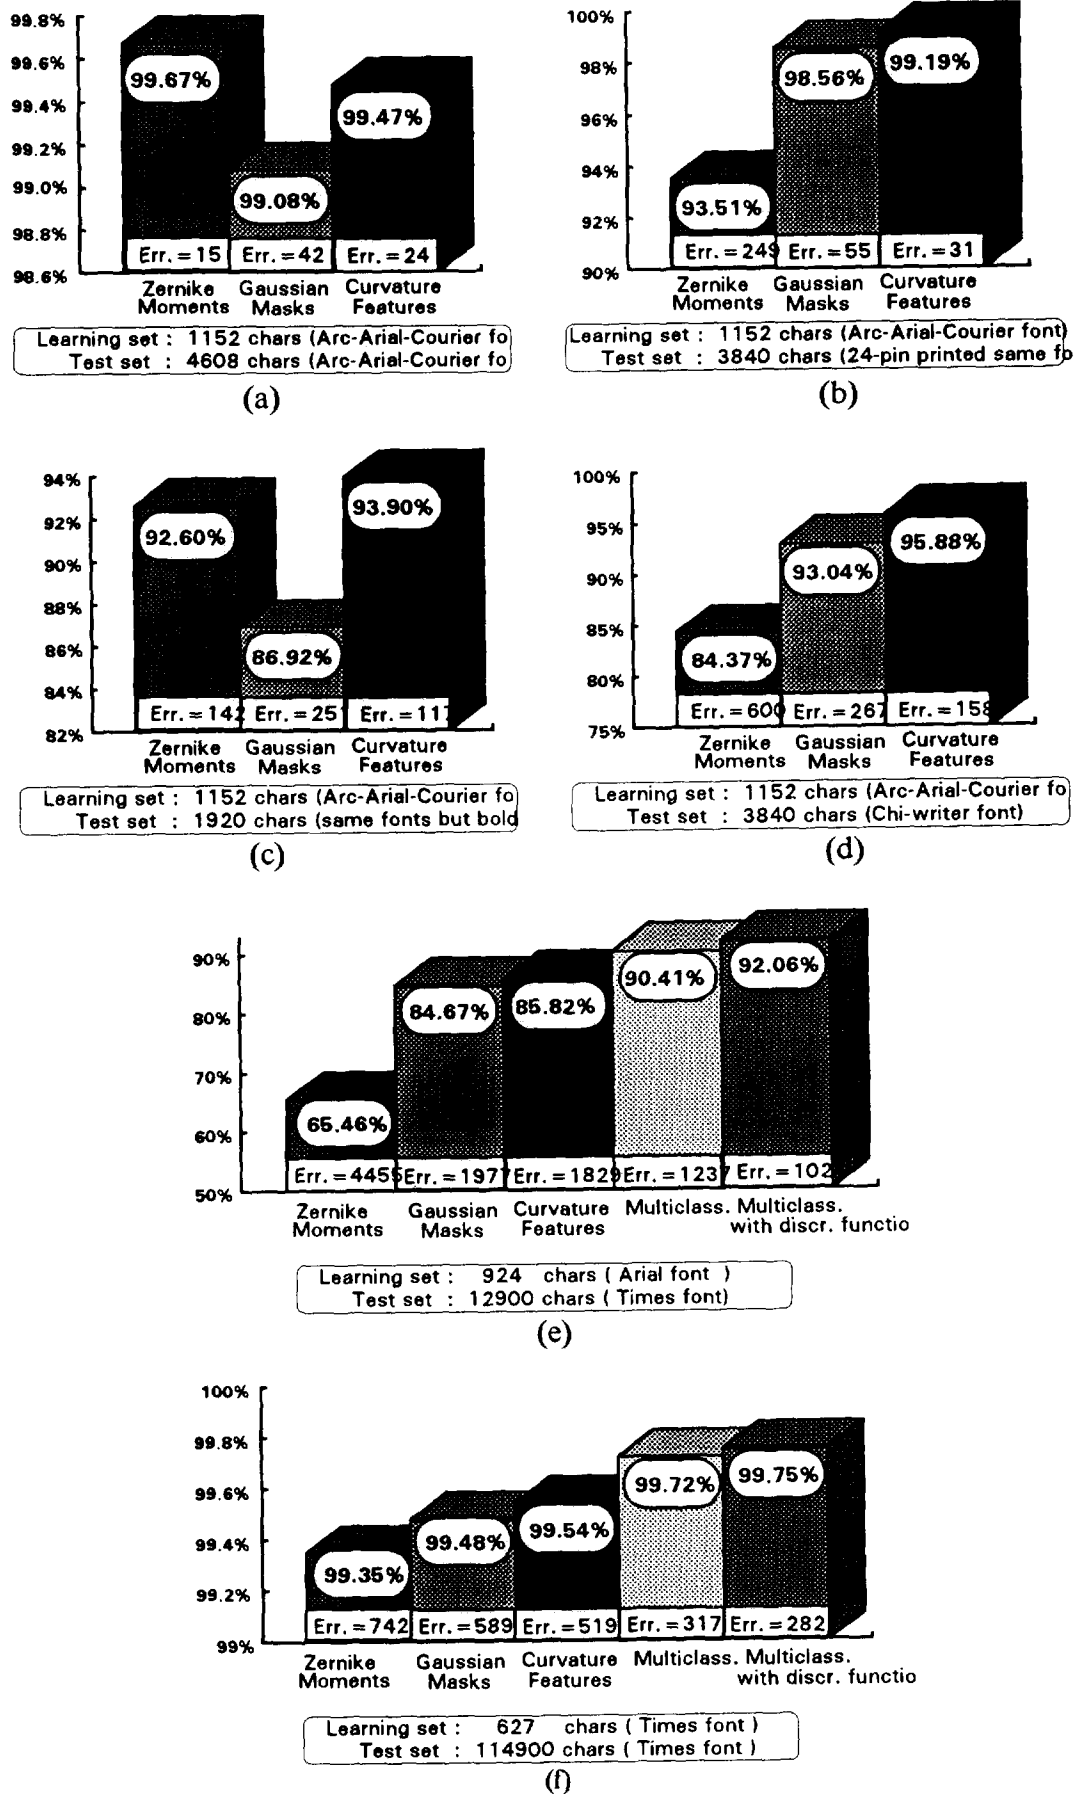 99.8%
99.6%
99.4%
99.2%
99.0%
98.8%
98.6%
99.67%
99.08%
99.47%
Err. = 15 Err. = 42 Err. = 24
Zernike Moments
Gaussian Masks
Curvature Features
Learning set : 1152 chars (Arc-Arial-Courier fo
Test set : 4608 chars (Arc-Arial-Courier fo
(a)
100%
98%
96%
94%
92%
90%
93.51%
98.56%
99.19%
Err. = 249 Err. = 55 Err. = 31
Zernike Moments
Gaussian Masks
Curvature Features
Learning set : 1152 chars (Arc-Arial-Courier font)
Test set : 3840 chars (24-pin printed same fo
(b)
94%
92%
90%
88%
86%
84%
82%
92.60%
86.92%
93.90%
Err. = 142 Err. = 25 Err. = 117
Zernike Moments
Gaussian Masks
Curvature Features
Learning set : 1152 chars (Arc-Arial-Courier fo
Test set : 1920 chars (same fonts but bold
(c)
100%
95%
90%
85%
80%
75%
84.37%
93.04%
95.88%
Err. = 600 Err. = 267 Err. = 158
Zernike Moments
Gaussian Masks
Curvature Features
Learning set : 1152 chars (Arc-Arial-Courier fo
Test set : 3840 chars (Chi-writer font)
(d)
90%
80%
70%
60%
50%
65.46%
84.67%
85.82%
90.41%
92.06%
Err. = 4455 Err. = 1977 Err. = 1829 Err. = 1237 Err. = 102
Zernike Moments
Gaussian Masks
Curvature Features
Multiclass.
Multiclass. with discr. functio
Learning set : 924 chars ( Arial font )
Test set : 12900 chars ( Times font)
(e)
100%
99.8%
99.6%
99.4%
99.2%
99%
99.35%
99.48%
99.54%
99.72%
99.75%
Err. = 742 Err. = 589 Err. = 519 Err. = 317 Err. = 282
Zernike Moments
Gaussian Masks
Curvature Features
Multiclass.
Multiclass. with discr. functio
Learning set : 627 chars ( Times font )
Test set : 114900 chars ( Times font )
(f)